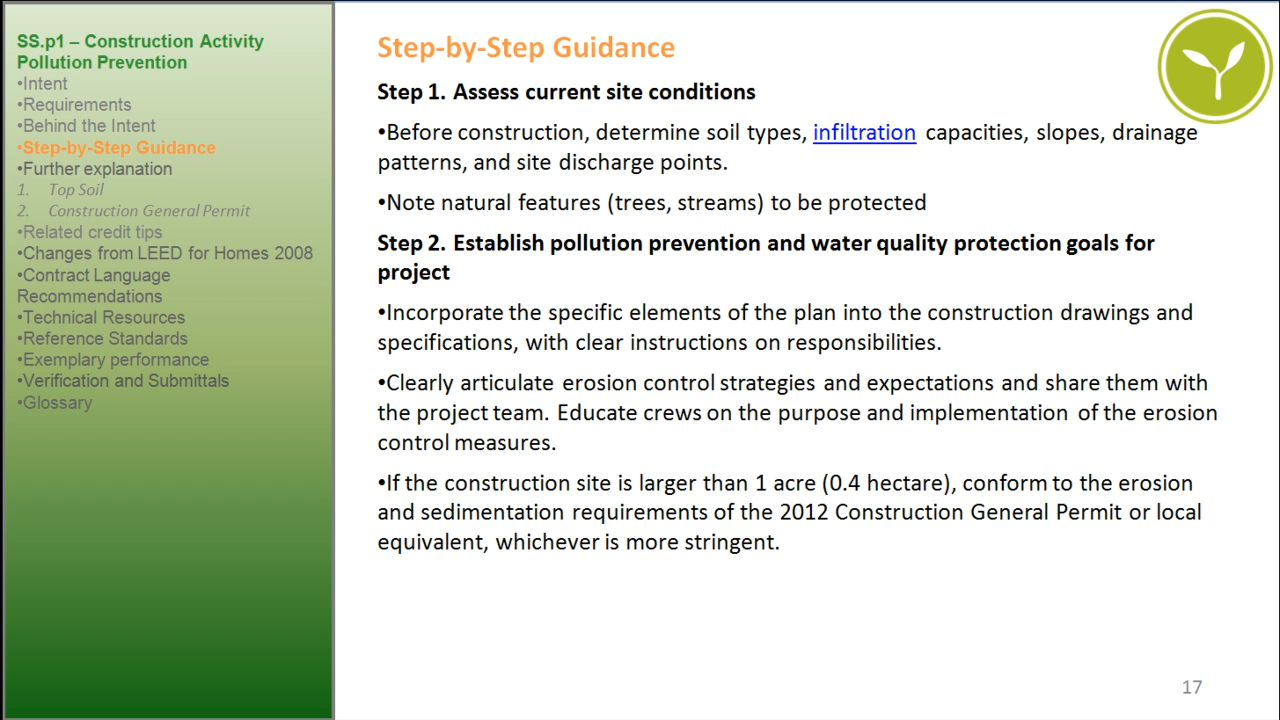 SS.p1 – Construction Activity
Pollution Prevention
•Intent
•Requirements
•Behind the Intent
•Step-by-Step Guidance
•Further explanation
1. Top Soil
2. Construction General Permit
•Related credit tips
•Changes from LEED for Homes 2008
•Contract Language
Recommendations
•Technical Resources
•Reference Standards
•Exemplary performance
•Verification and Submittals
•Glossary
Step-by-Step Guidance
Step 1. Assess current site conditions
•Before construction, determine soil types, infiltration capacities, slopes, drainage
patterns, and site discharge points.
•Note natural features (trees, streams) to be protected
Step 2. Establish pollution prevention and water quality protection goals for
project
•Incorporate the specific elements of the plan into the construction drawings and
specifications, with clear instructions on responsibilities.
•Clearly articulate erosion control strategies and expectations and share them with
the project team. Educate crews on the purpose and implementation of the erosion
control measures.
•If the construction site is larger than 1 acre (0.4 hectare), conform to the erosion
and sedimentation requirements of the 2012 Construction General Permit or local
equivalent, whichever is more stringent.
17